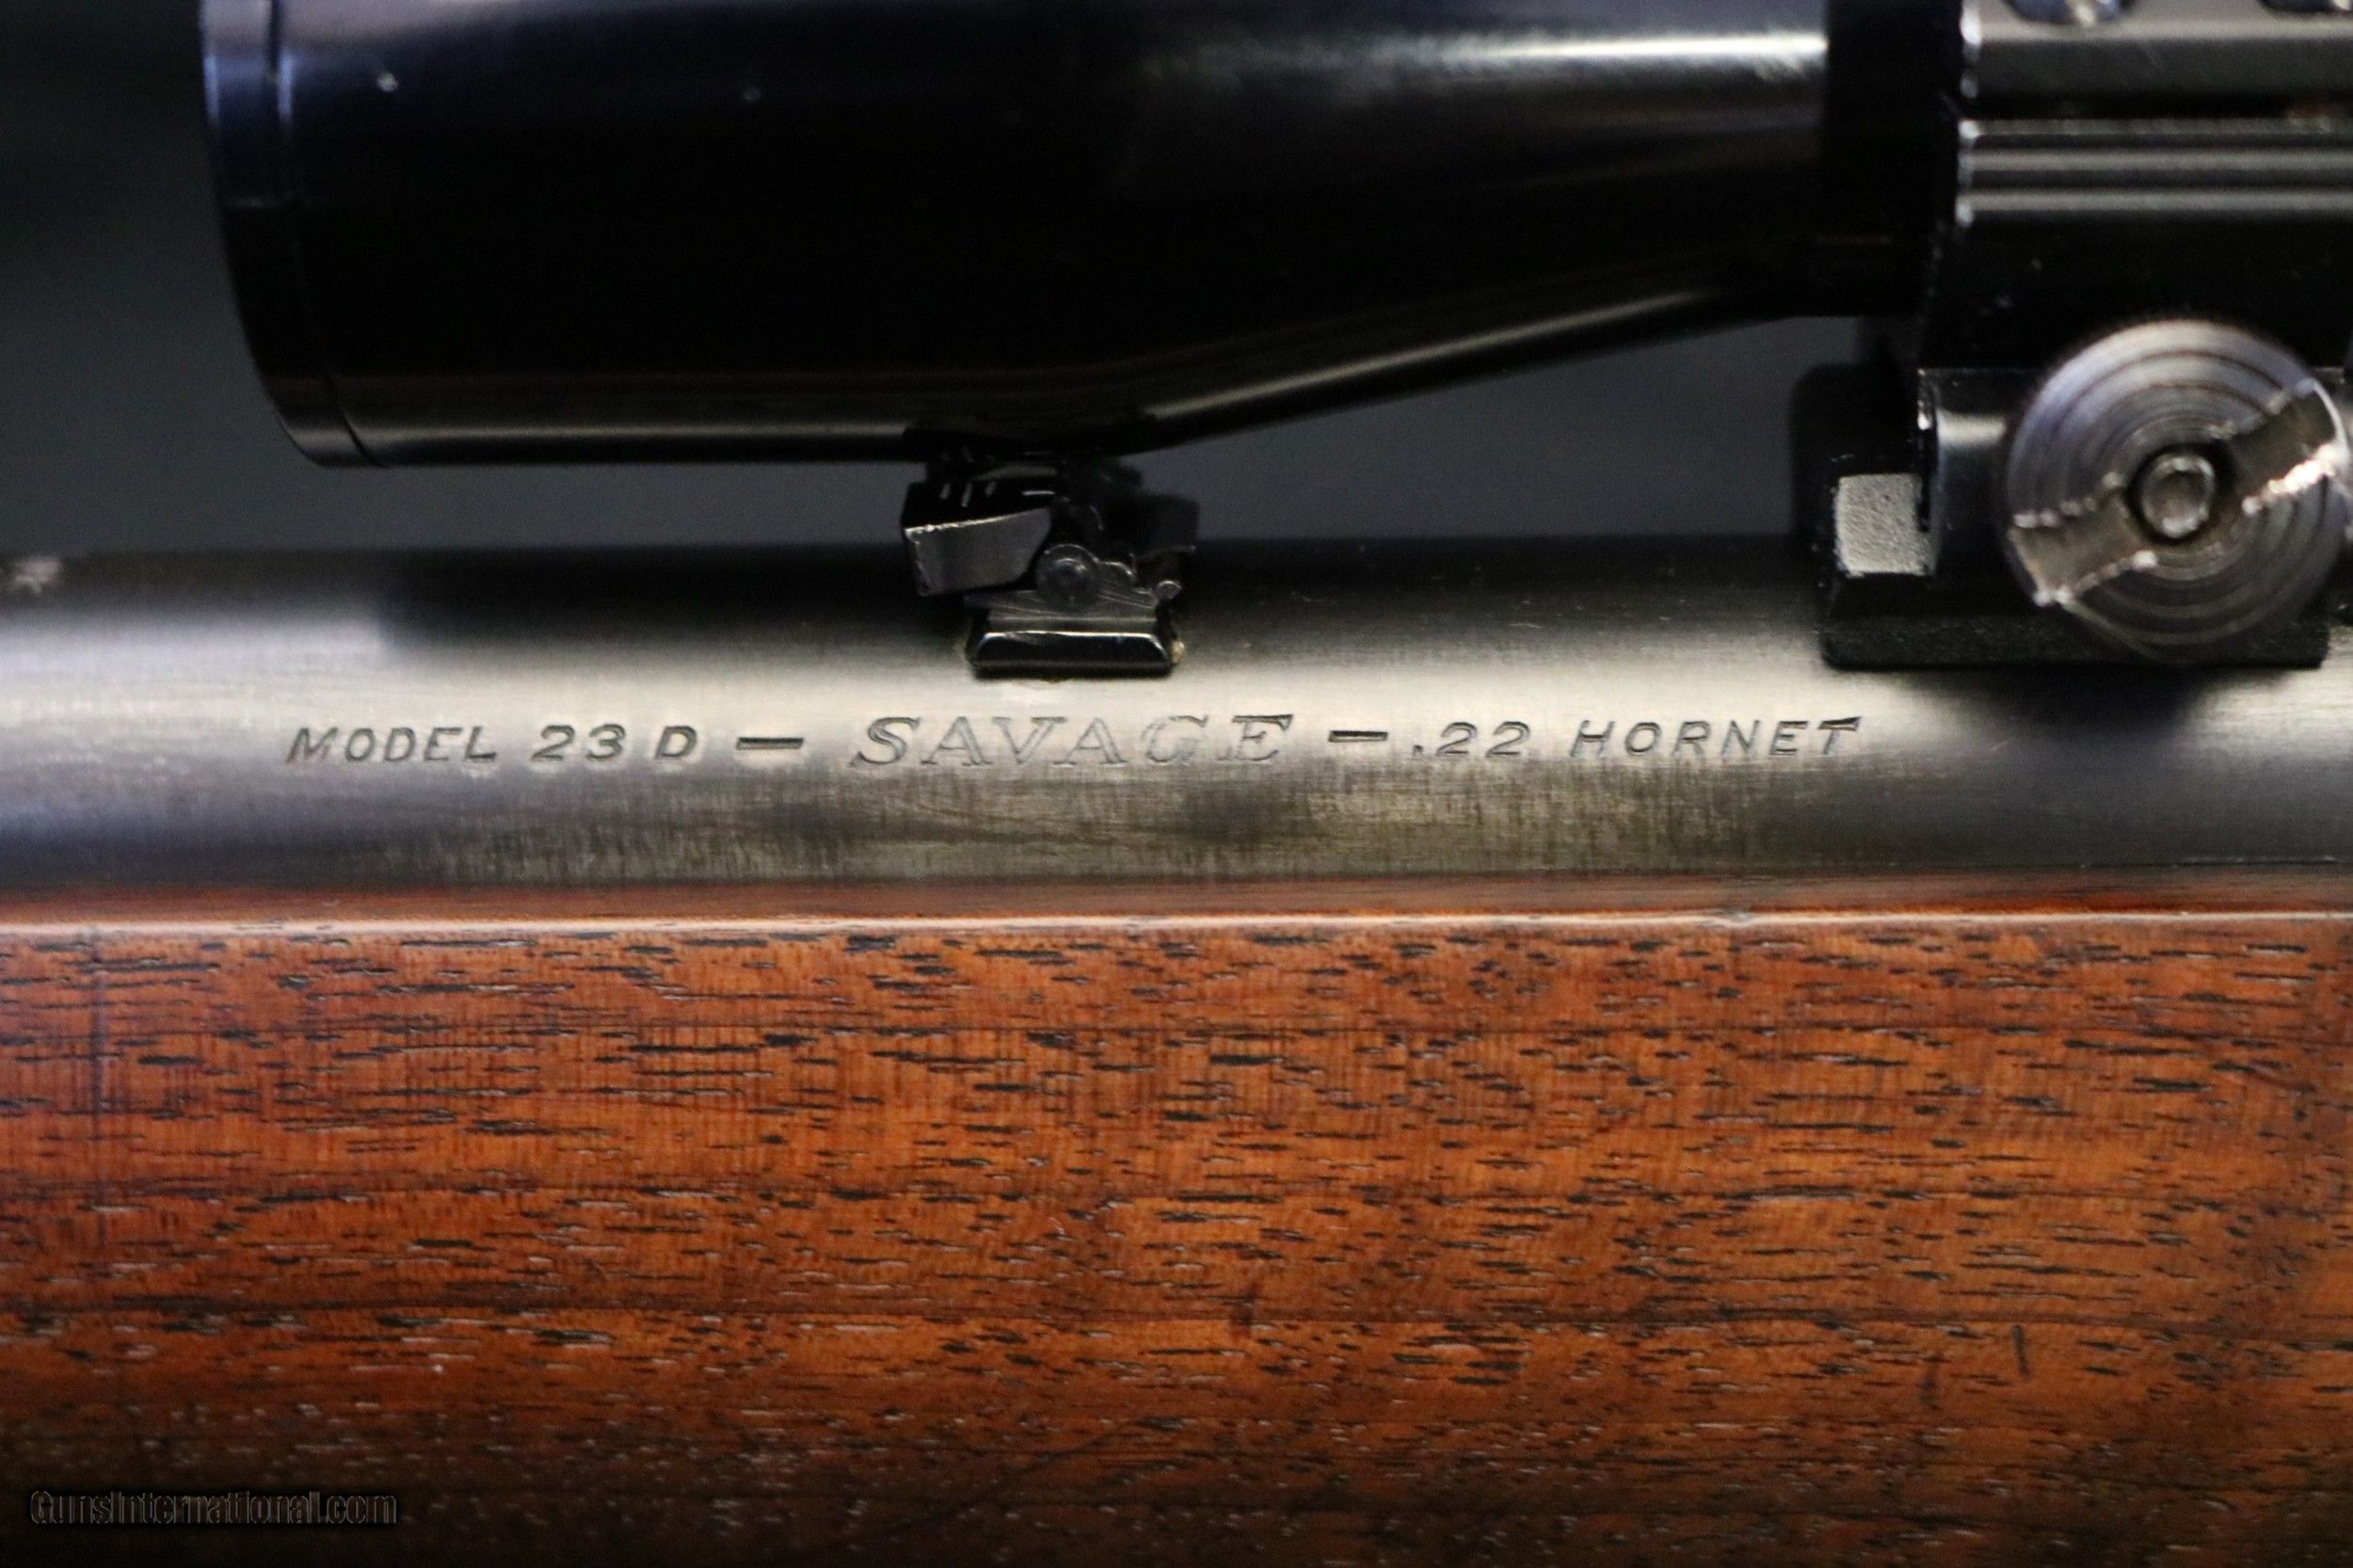 MODEL 23 D — SAVAGE — .22 HORNET
GunsInternational.com